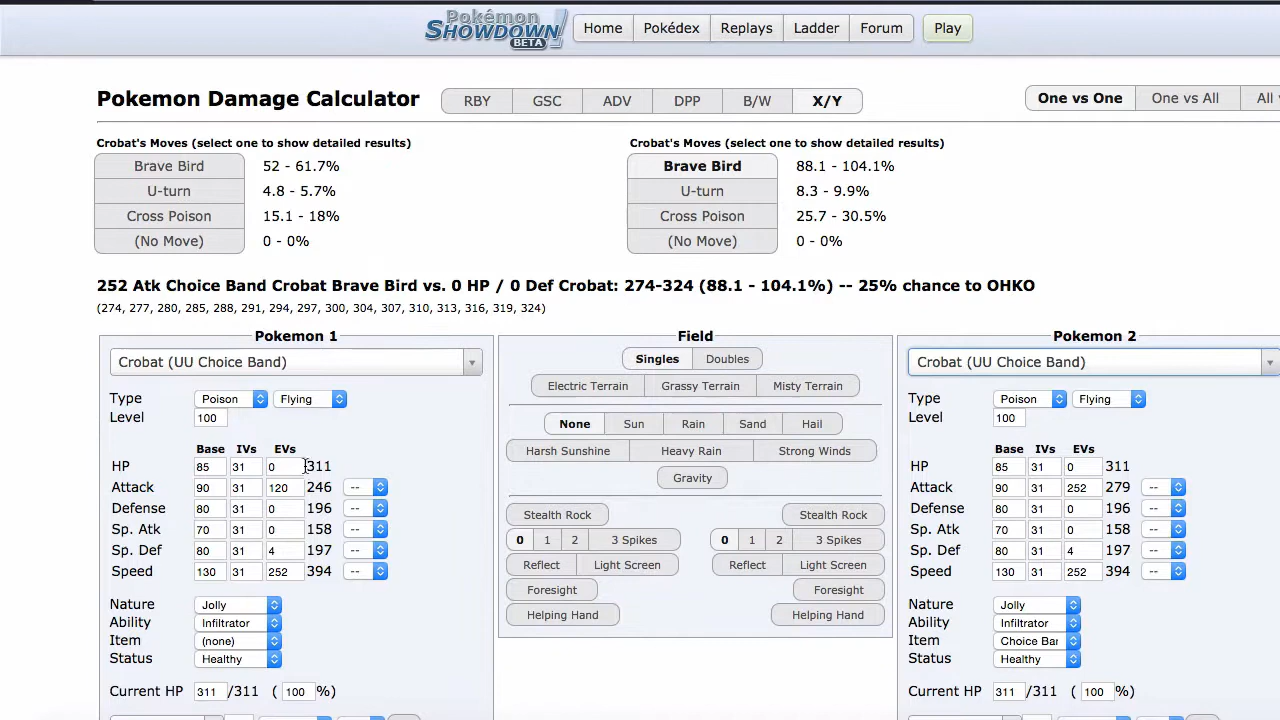 Pokémon SHOWDOWN! BETA Home Pokédex Replays Ladder Forum Play
Pokemon Damage Calculator RBY GSC ADV DPP B/W X/Y One vs One One vs All All
Crobat's Moves (select one to show detailed results) Crobat's Moves (select one to show detailed results)
Brave Bird 52 - 61.7% Brave Bird 88.1 - 104.1%
U-turn 4.8 - 5.7% U-turn 8.3 - 9.9%
Cross Poison 15.1 - 18% Cross Poison 25.7 - 30.5%
(No Move) 0 - 0% (No Move) 0 - 0%
252 Atk Choice Band Crobat Brave Bird vs. 0 HP / 0 Def Crobat: 274-324 (88.1 - 104.1%) -- 25% chance to OHKO
(274, 277, 280, 285, 288, 291, 294, 297, 300, 304, 307, 310, 313, 316, 319, 324)
Pokemon 1
Crobat (UU Choice Band)
Type Poison Flying
Level 100
Base IVs EVs
HP 85 31 0 311
Attack 90 31 120 246 --
Defense 80 31 0 196 --
Sp. Atk 70 31 0 158 --
Sp. Def 80 31 4 197 --
Speed 130 31 252 394 --
Nature Jolly
Ability Infiltrator
Item (none)
Status Healthy
Current HP 311 /311 ( 100 %)
Field
Singles Doubles
Electric Terrain Grassy Terrain Misty Terrain
None Sun Rain Sand Hail
Harsh Sunshine Heavy Rain Strong Winds
Gravity
Stealth Rock Stealth Rock
0 1 2 3 Spikes 0 1 2 3 Spikes
Reflect Light Screen Reflect Light Screen
Foresight Foresight
Helping Hand Helping Hand
Pokemon 2
Crobat (UU Choice Band)
Type Poison Flying
Level 100
Base IVs EVs
HP 85 31 0 311
Attack 90 31 252 279 --
Defense 80 31 0 196 --
Sp. Atk 70 31 0 158 --
Sp. Def 80 31 4 197 --
Speed 130 31 252 394 --
Nature Jolly
Ability Infiltrator
Item Choice Bar
Status Healthy
Current HP 311 /311 ( 100 %)